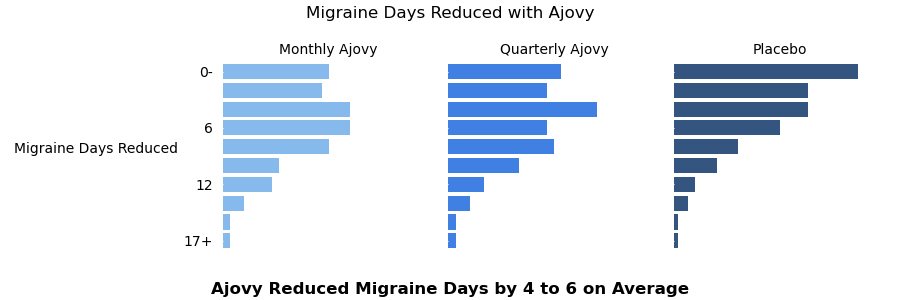 Migraine Days Reduced with Ajovy
Monthly Ajovy
Quarterly Ajovy
Placebo
0-
6
Migraine Days Reduced
12
17+
Ajovy Reduced Migraine Days by 4 to 6 on Average